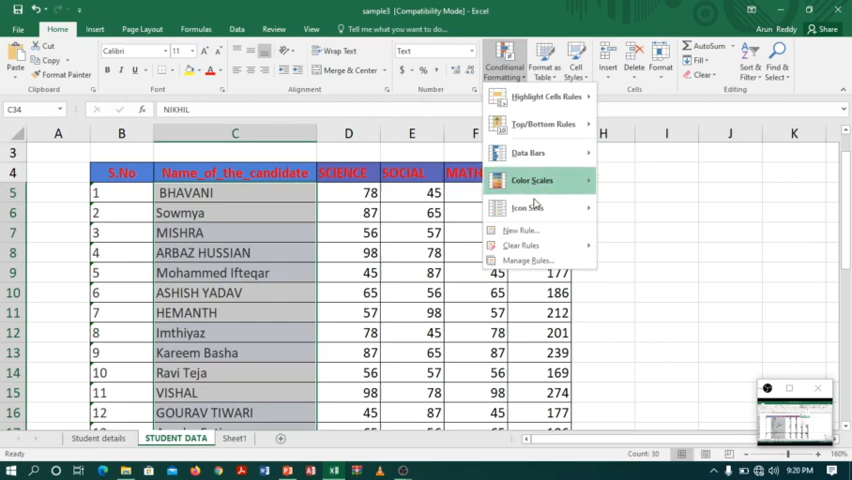 sample3 [Compatibility Mode] - Excel
Arun Reddy
Share
File Home Insert Page Layout Formulas Data Review View Tell me what you want to do...
Cut
Copy
Format Painter
Paste
Clipboard
Calibri 11
B I U
Font
Wrap Text
Merge & Center
Alignment
Text
$ % ,
Number
Conditional Formatting
Format as Table
Cell Styles
Insert Delete Format
Cells
AutoSum
Fill
Clear
Sort & Filter
Find & Select
Editing
Highlight Cells Rules
Top/Bottom Rules
Data Bars
Color Scales
Icon Sets
New Rule...
Clear Rules
Manage Rules...
C34 fx NIKHIL
A B C D E F H I J K
3
4 S.No Name_of_the_candidate SCIENCE SOCIAL MATH
5 1 BHAVANI 78 45
6 2 Sowmya 87 65
7 3 MISHRA 56 57
8 4 ARBAZ HUSSIAN 98 78
9 5 Mohammed Ifteqar 45 87 45 177
10 6 ASHISH YADAV 65 56 65 186
11 7 HEMANTH 57 98 57 212
12 8 Imthiyaz 78 45 78 201
13 9 Kareem Basha 87 65 87 239
14 10 Ravi Teja 56 57 56 169
15 11 VISHAL 98 78 98 274
16 12 GOURAV TIWARI 45 87 45 177
Student details STUDENT DATA Sheet1
Ready Count: 30 160%
9:20 PM